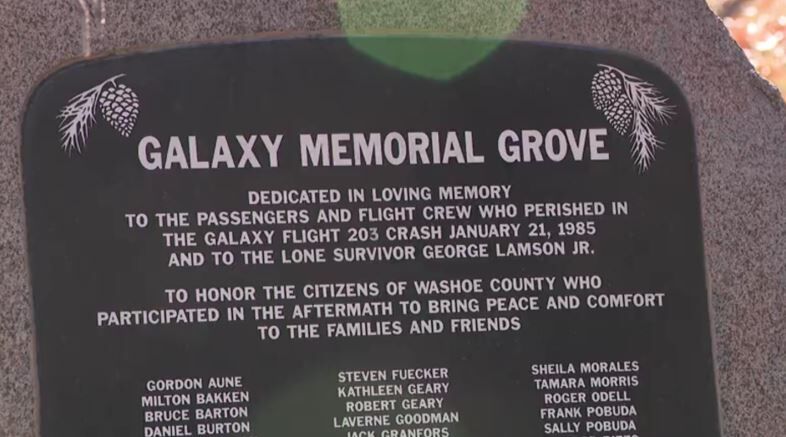 GALAXY MEMORIAL GROVE
DEDICATED IN LOVING MEMORY
TO THE PASSENGERS AND FLIGHT CREW WHO PERISHED IN
THE GALAXY FLIGHT 203 CRASH JANUARY 21, 1985
AND TO THE LONE SURVIVOR GEORGE LAMSON JR.
TO HONOR THE CITIZENS OF WASHOE COUNTY WHO
PARTICIPATED IN THE AFTERMATH TO BRING PEACE AND COMFORT
TO THE FAMILIES AND FRIENDS
GORDON AUNE
MILTON BAKKEN
BRUCE BARTON
DANIEL BURTON
STEVEN FUECKER
KATHLEEN GEARY
ROBERT GEARY
LAVERNE GOODMAN
JACK GRANFORS
SHEILA MORALES
TAMARA MORRIS
ROGER ODELL
FRANK POBUDA
SALLY POBUDA